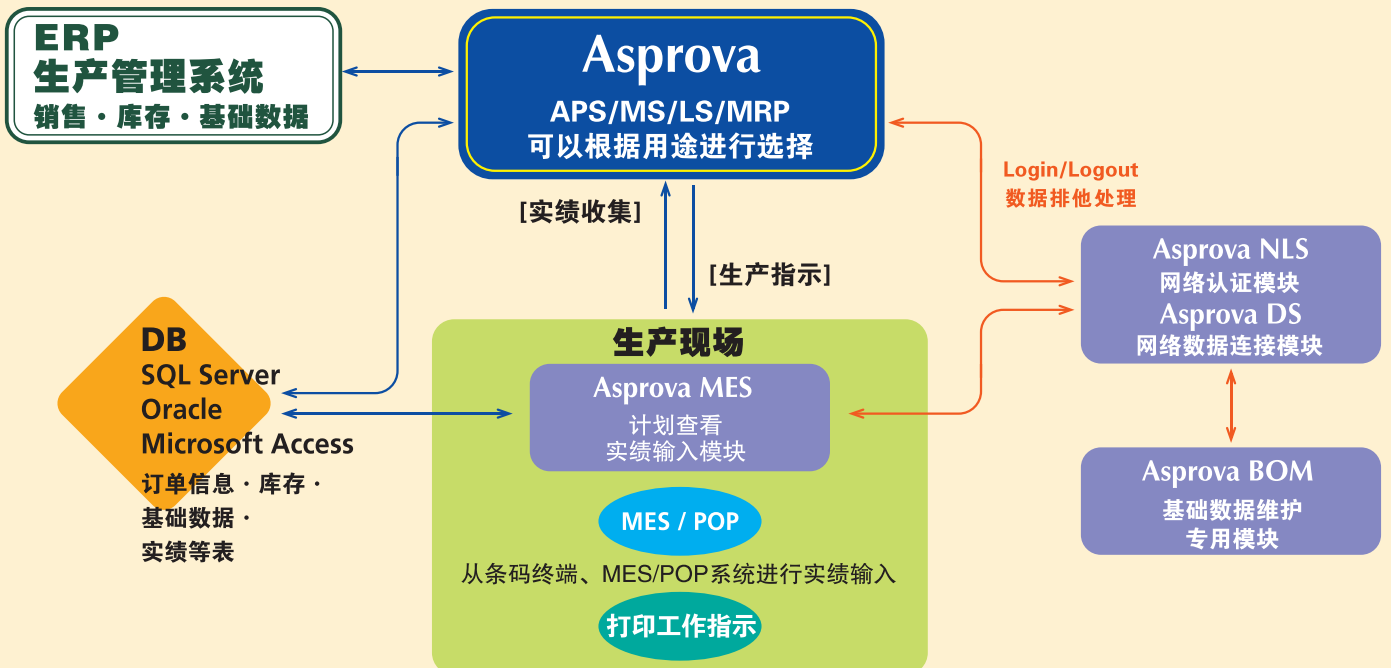 ERP
生产管理系统
销售・库存・基础数据
Asprova
APS/MS/LS/MRP
可以根据用途进行选择
Login/Logout
数据排他处理
[实绩收集]
[生产指示]
Asprova NLS
网络认证模块
Asprova DS
网络数据连接模块
DB
SQL Server
Oracle
Microsoft Access
订单信息・库存・
基础数据・
实绩等表
生产现场
Asprova MES
计划查看
实绩输入模块
MES / POP
从条码终端、MES/POP系统进行实绩输入
打印工作指示
Asprova BOM
基础数据维护
专用模块